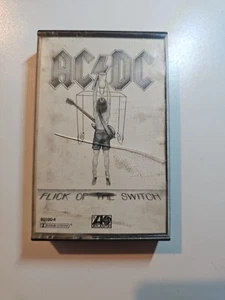 AC DC
FLICK OF THE SWITCH